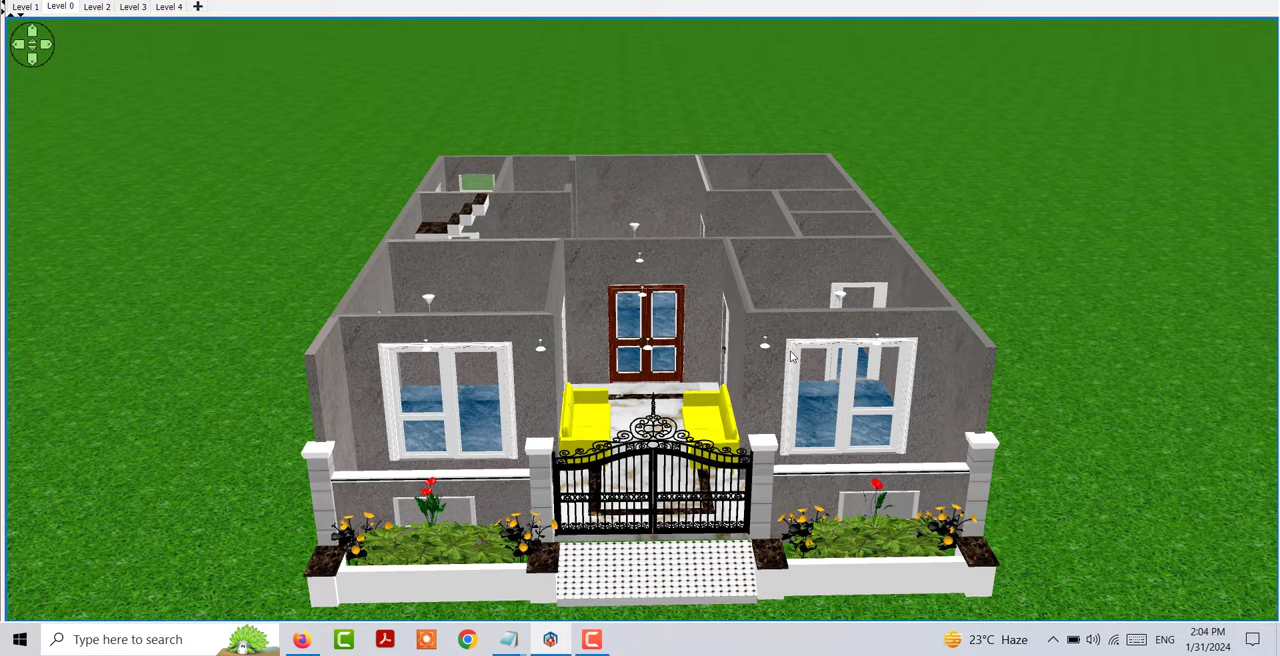 Level 1 Level 0 Level 2 Level 3 Level 4
Type here to search
23°C Haze
ENG
2:04 PM
1/31/2024